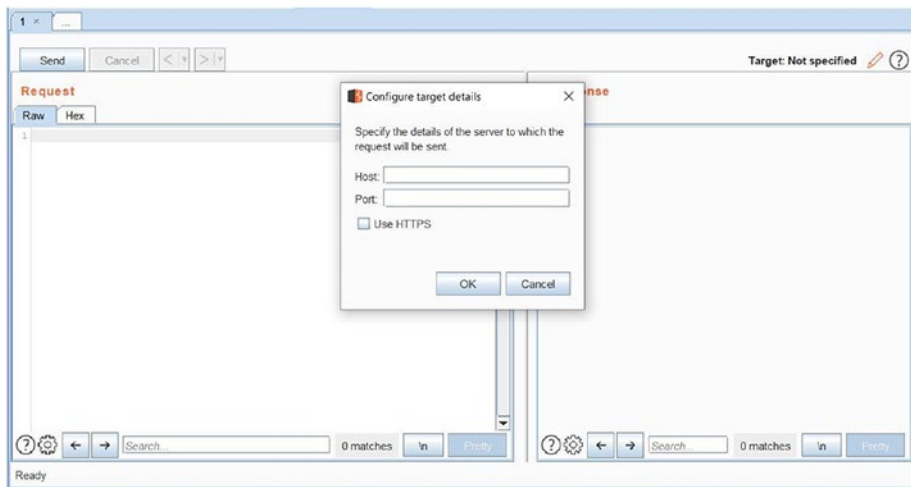 1 × ...
Send Cancel < > Target: Not specified ?
Request
nse
Raw Hex
1
Configure target details
Specify the details of the server to which the
request will be sent.
Host:
Port:
Use HTTPS
OK Cancel
? Search... 0 matches \n Pretty
? Search... 0 matches \n Pretty
Ready